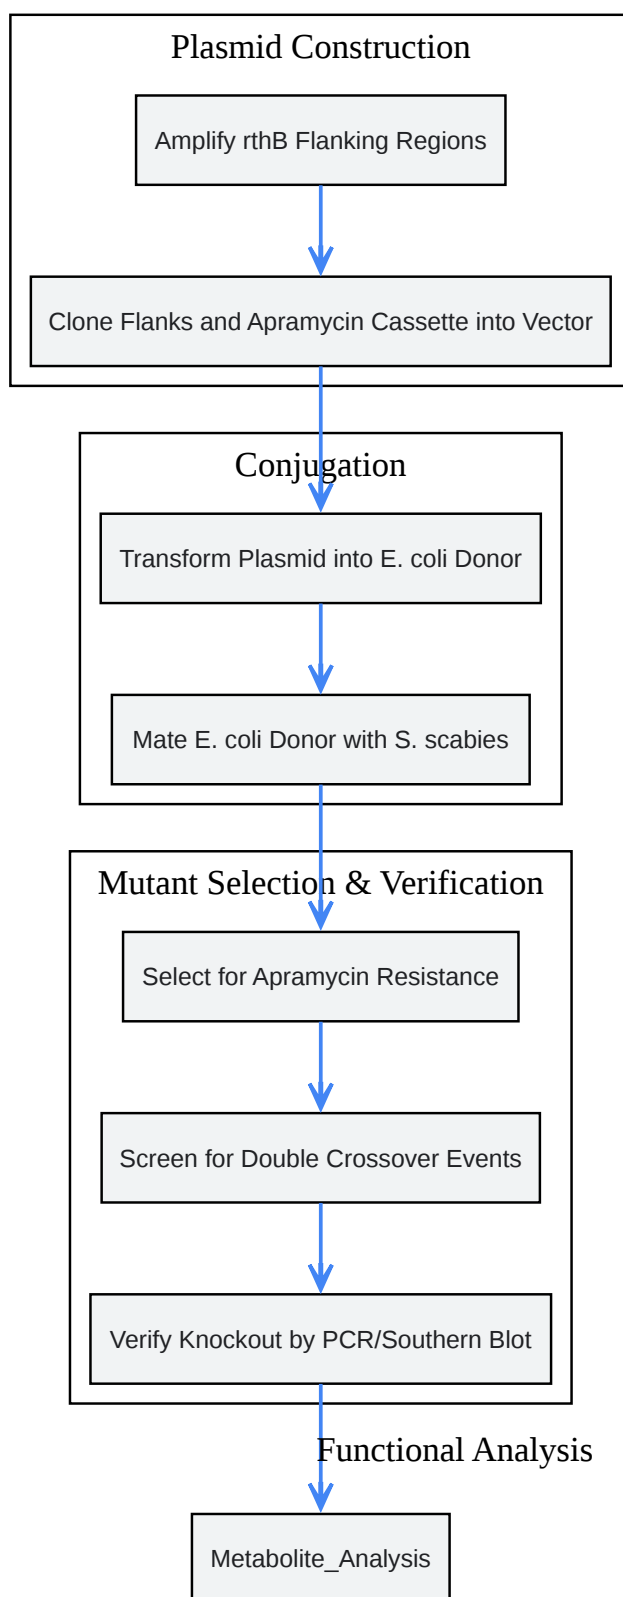 Plasmid Construction
Amplify rthB Flanking Regions
Clone Flanks and Apramycin Cassette into Vector
Conjugation
Transform Plasmid into E. coli Donor
Mate E. coli Donor with S. scabies
Mutant Selection & Verification
Select for Apramycin Resistance
Screen for Double Crossover Events
Verify Knockout by PCR/Southern Blot
Functional Analysis
Metabolite_Analysis